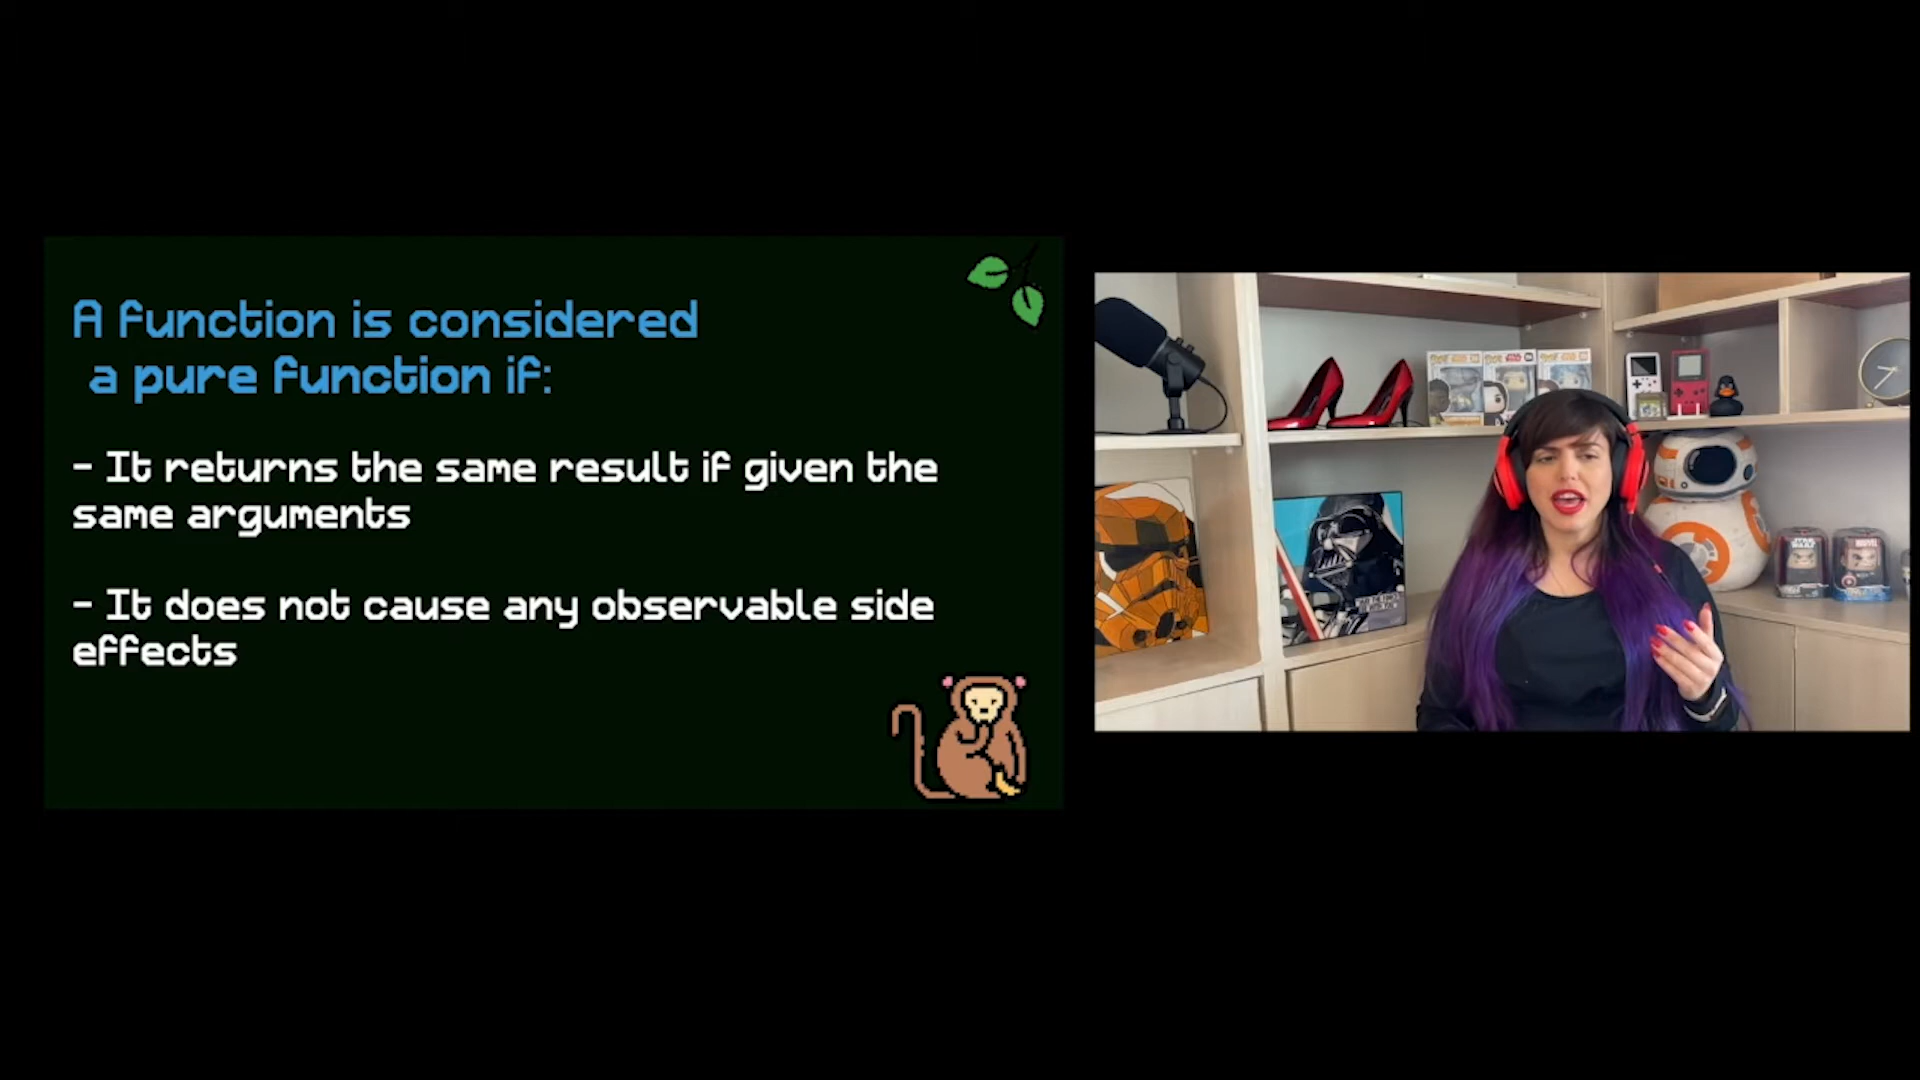 A function is considered
a pure function if:
- It returns the same result if given the
same arguments
- It does not cause any observable side
effects